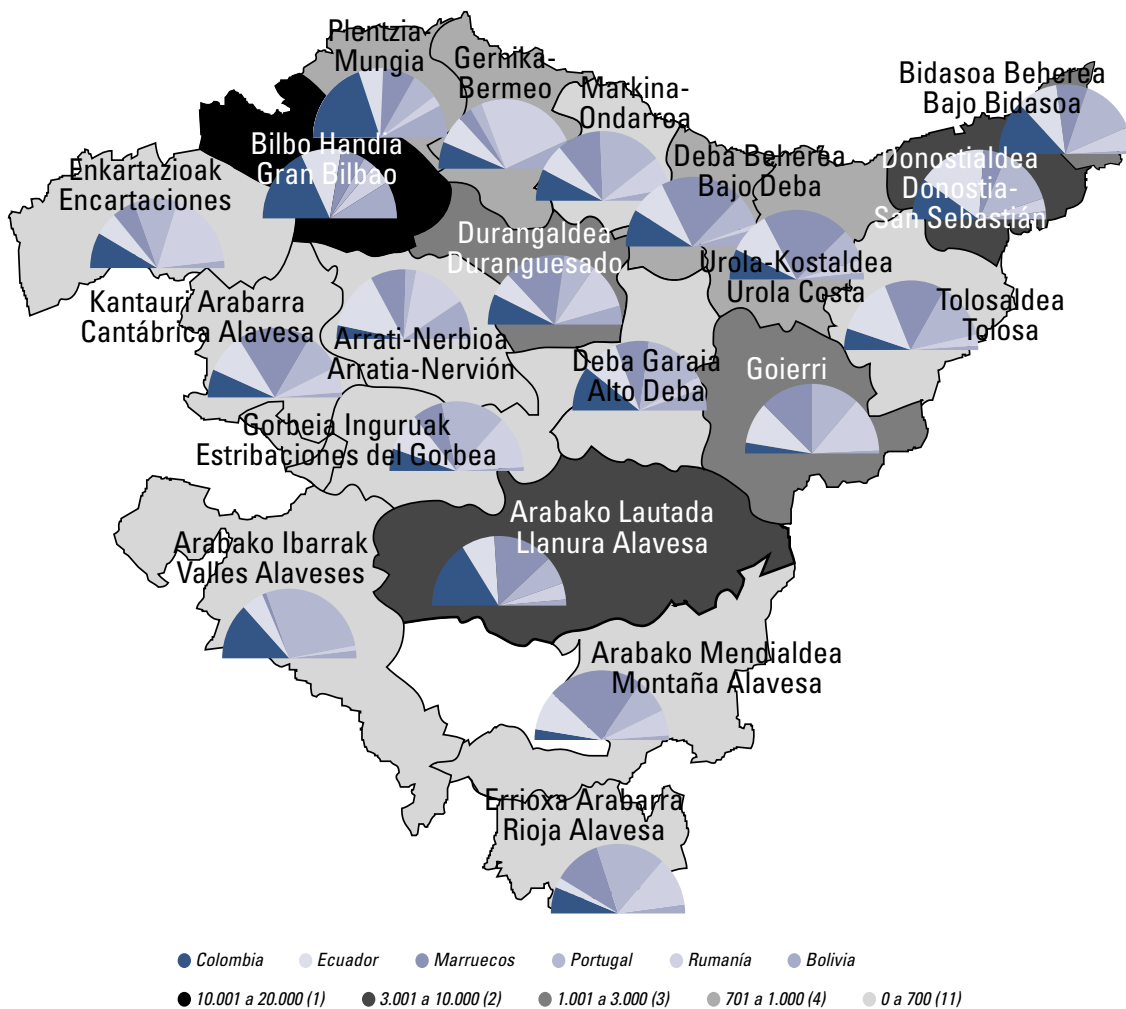 Plentzia-
Mungia
Gernika-
Bermeo
Markina-
Ondarroa
Bidasoa Beherea
Bajo Bidasoa
Bilbo Handia
Gran Bilbao
Deba Beherea
Bajo Deba
Donostialdea
Donostia-
San Sebastián
Enkartazioak
Encartaciones
Durangaldea
Duranguesado
Urola-Kostaldea
Urola Costa
Kantauri Arabarra
Cantábrica Alavesa
Arrati-Nerbioa
Arratia-Nervión
Tolosaldea
Tolosa
Deba Garaia
Alto Deba
Goierri
Gorbeia Inguruak
Estribaciones del Gorbea
Arabako Lautada
Llanura Alavesa
Arabako Ibarrak
Valles Alaveses
Arabako Mendialdea
Montaña Alavesa
Errioxa Arabarra
Rioja Alavesa
Colombia Ecuador Marruecos Portugal Rumanía Bolivia
10.001 a 20.000 (1) 3.001 a 10.000 (2) 1.001 a 3.000 (3) 701 a 1.000 (4) 0 a 700 (11)